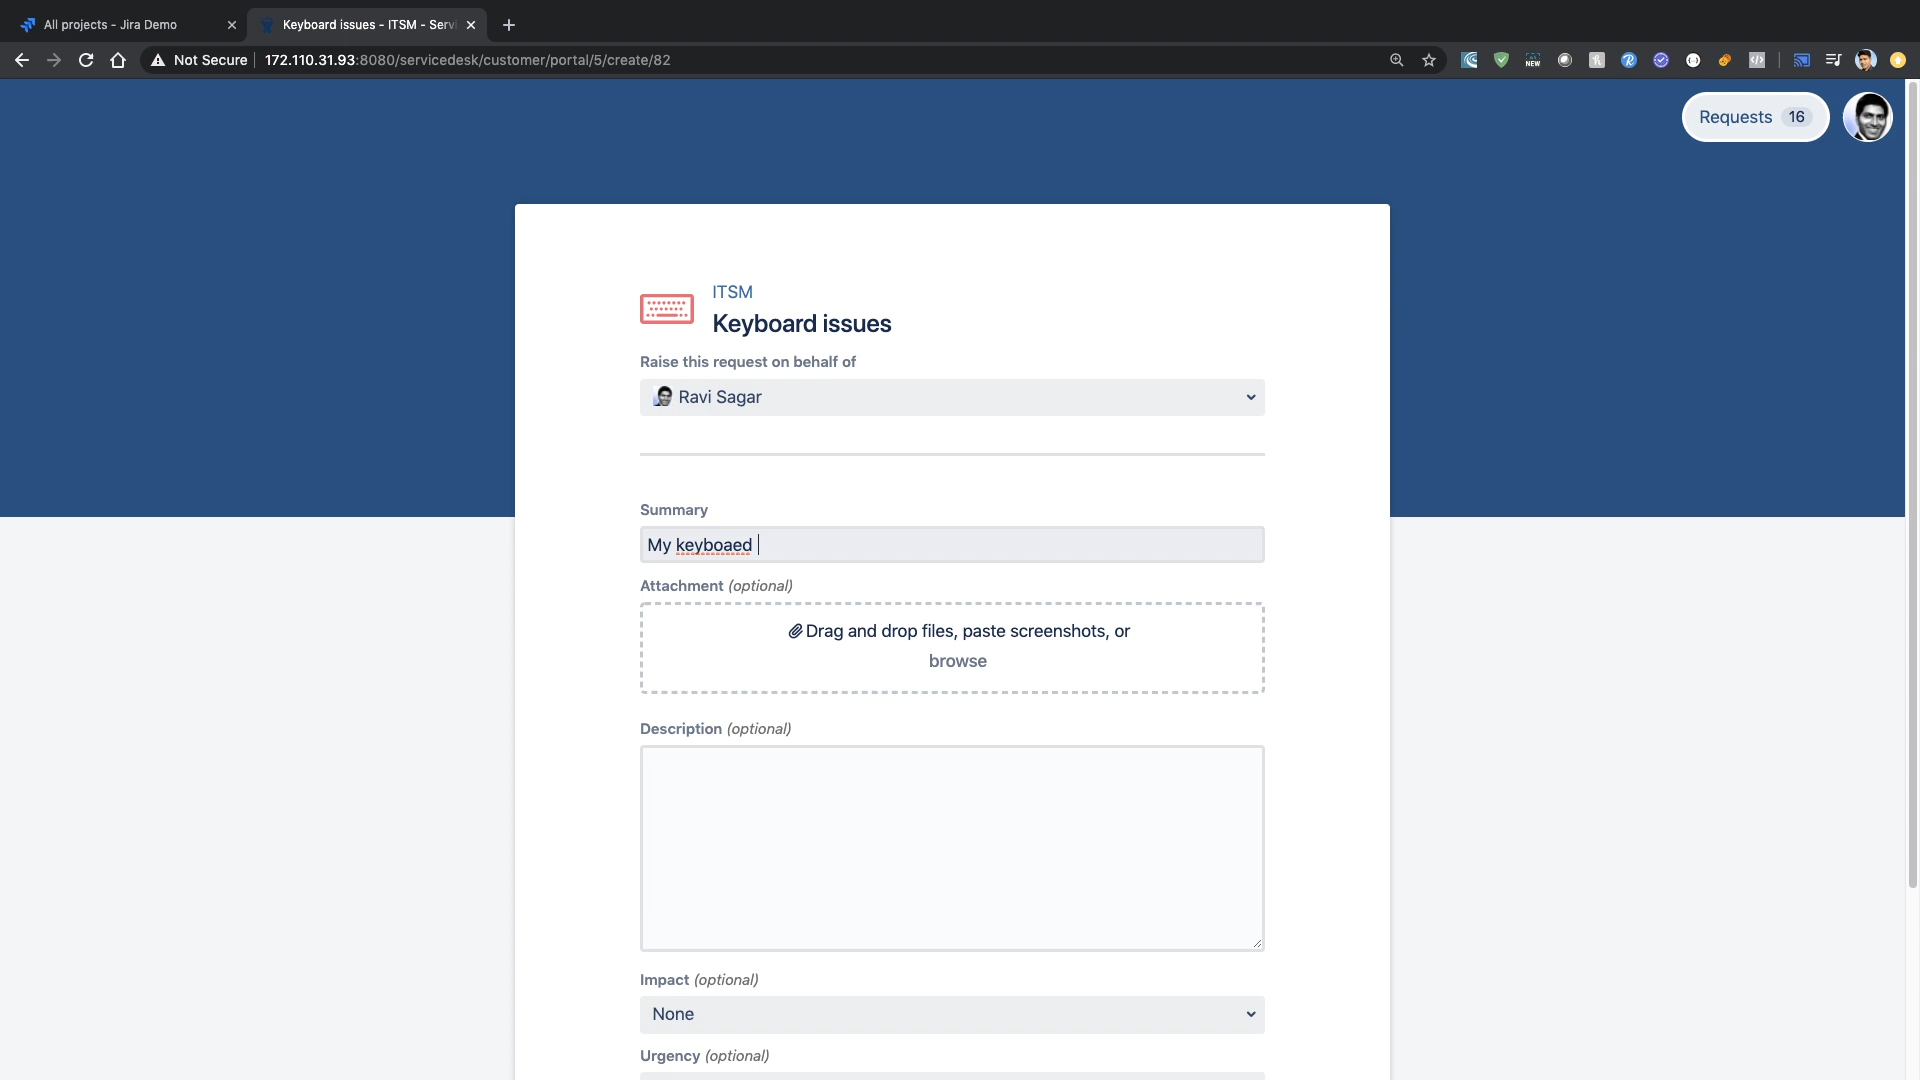 All projects - Jira Demo
Keyboard issues - ITSM - Servi
Not Secure
172.110.31.93:8080/servicedesk/customer/portal/5/create/82
NEW
Requests 16
ITSM
Keyboard issues
Raise this request on behalf of
Ravi Sagar
Summary
My keyboaed
Attachment (optional)
Drag and drop files, paste screenshots, or
browse
Description (optional)
Impact (optional)
None
Urgency (optional)